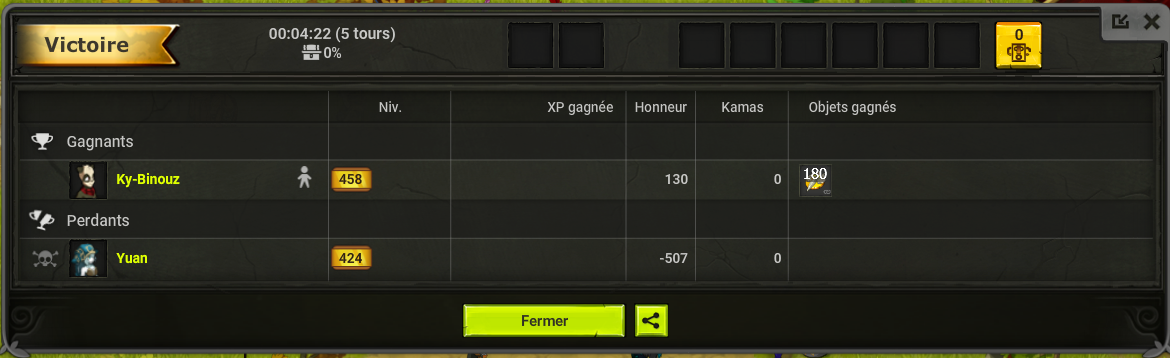 Victoire
00:04:22 (5 tours)
0%
0
Niv. XP gagnée Honneur Kamas Objets gagnés
Gagnants
Ky-Binouz 458 130 0 180
Perdants
Yuan 424 -507 0
Fermer